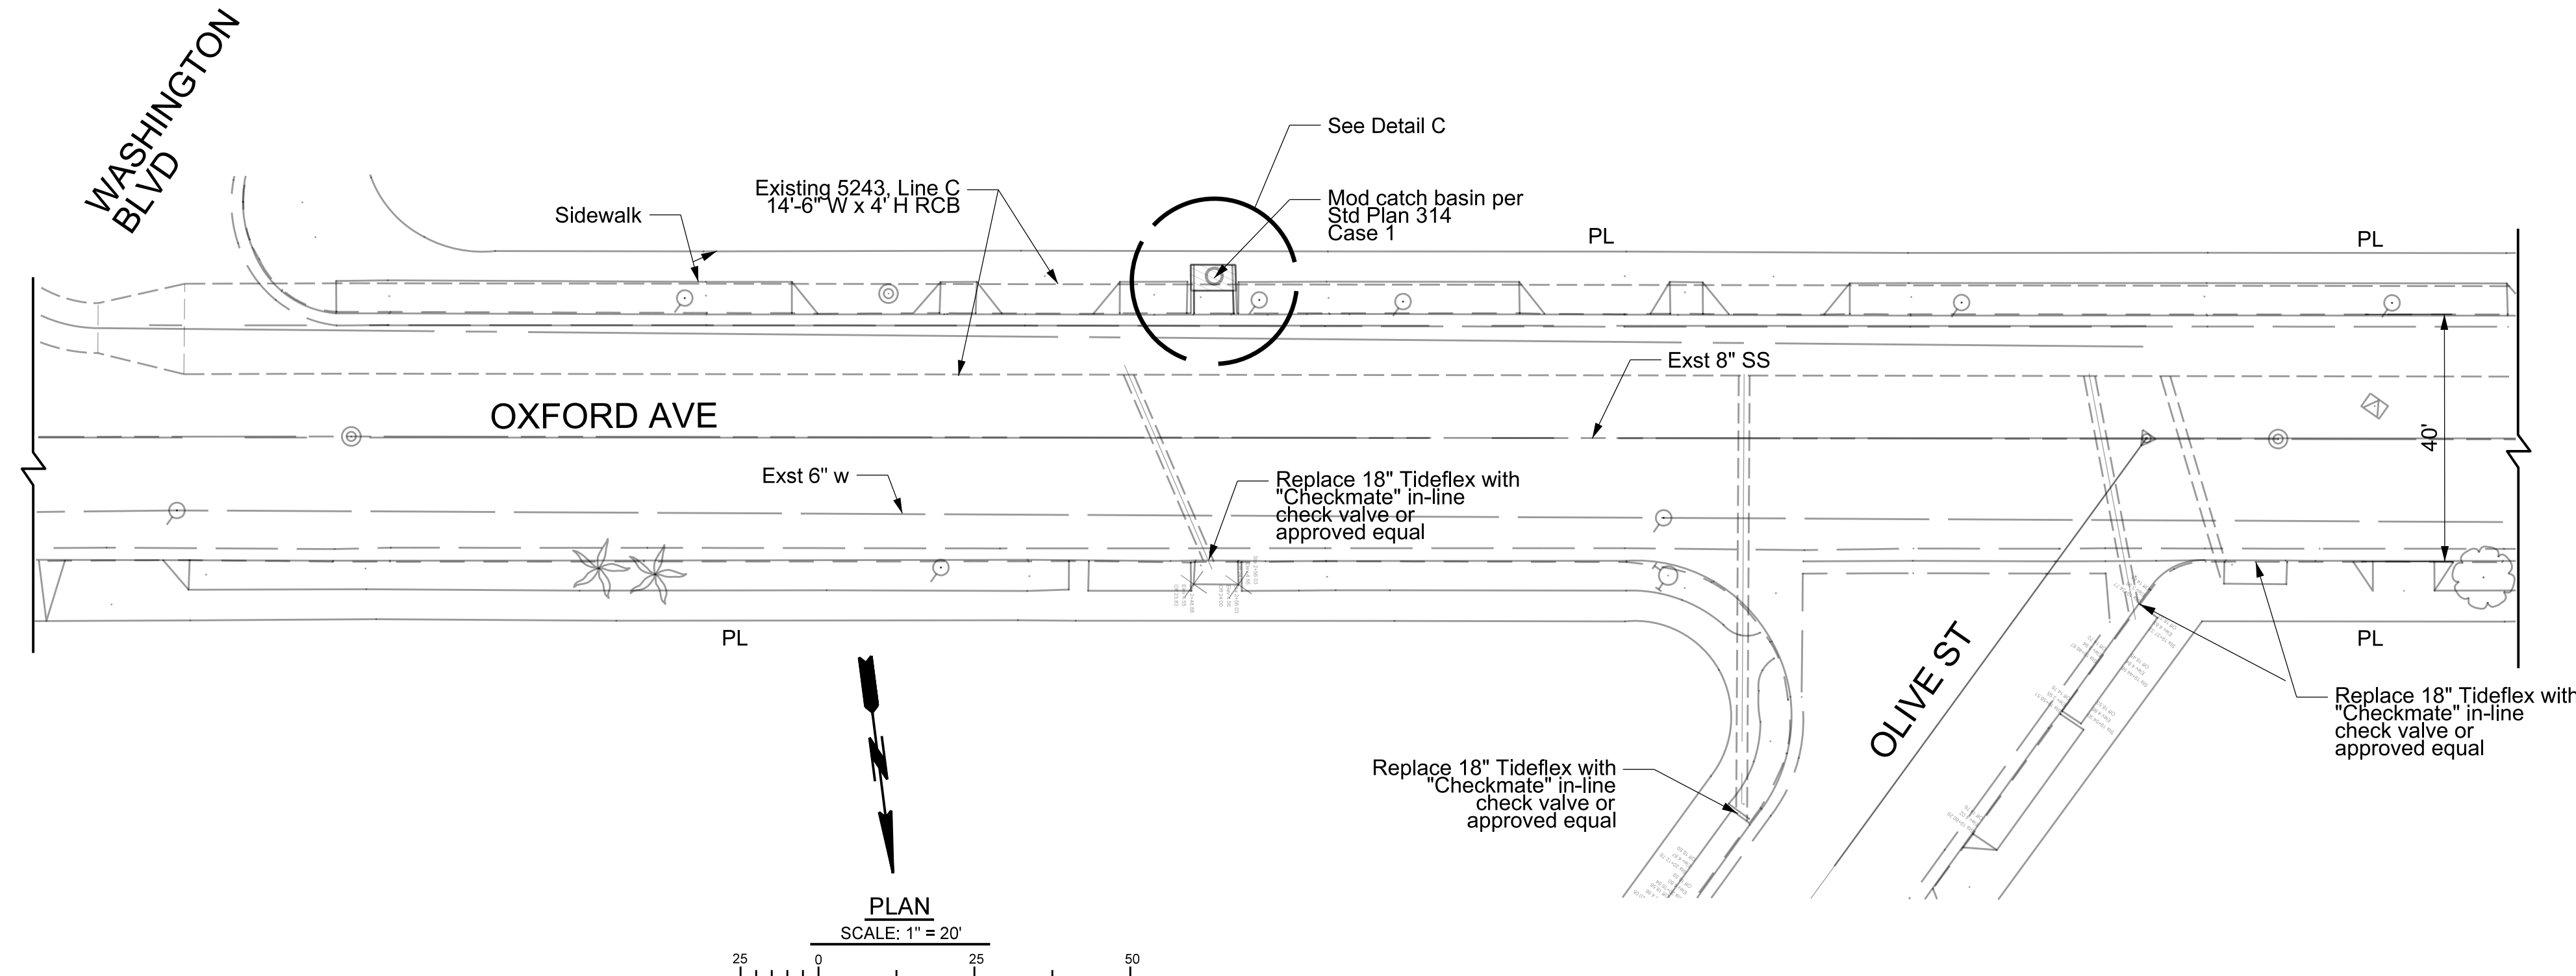 WASHINGTON
BLVD
See Detail C
Existing 5243, Line C
14'-6" W x 4' H RCB
Sidewalk
Mod catch basin per
Std Plan 314
Case 1
PL
PL
Exst 8" SS
OXFORD AVE
40'
Exst 6" w
Replace 18" Tideflex with
"Checkmate" in-line
check valve or
approved equal
PL
PL
OLIVE ST
Replace 18" Tideflex with
"Checkmate" in-line
check valve or
approved equal
Replace 18" Tideflex with
"Checkmate" in-line
check valve or
approved equal
PLAN
SCALE: 1" = 20'
25 0 25 50